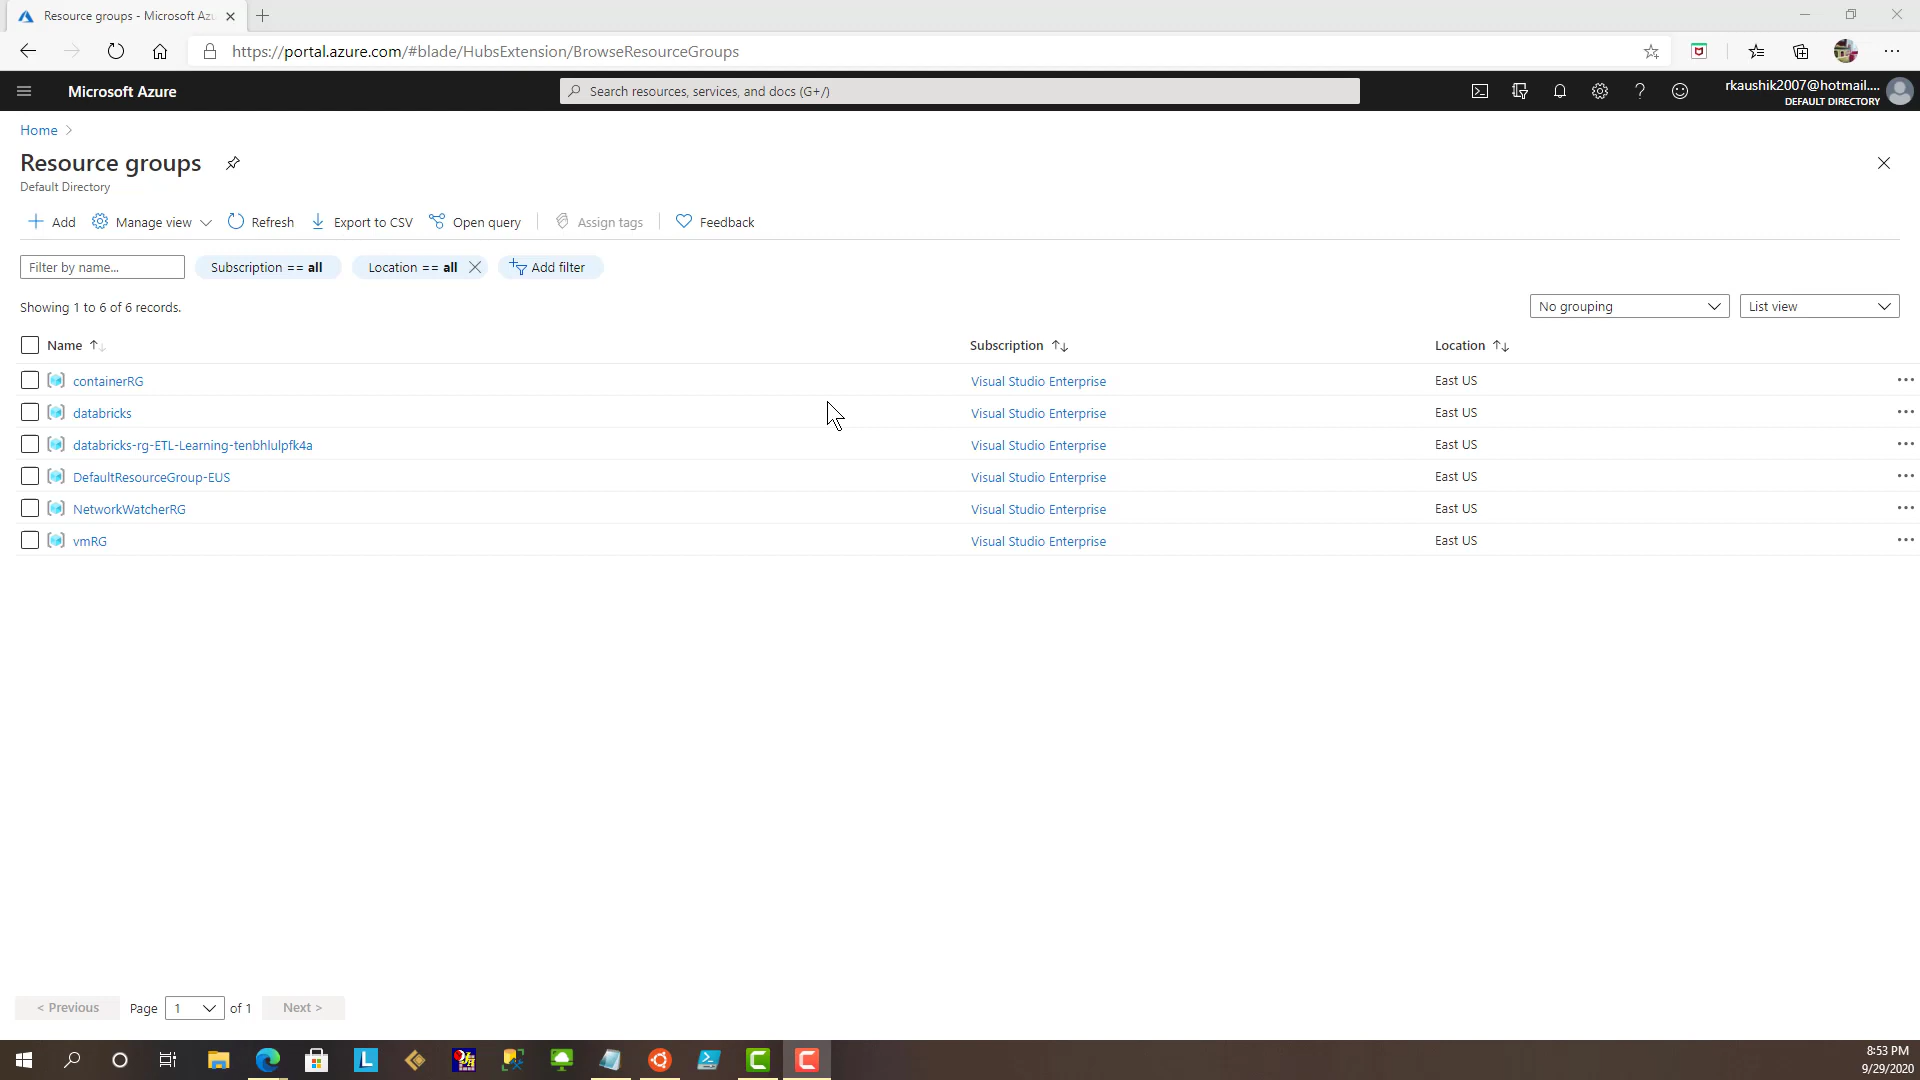 Resource groups - Microsoft Azu
https://portal.azure.com/#blade/HubsExtension/BrowseResourceGroups
Microsoft Azure
Search resources, services, and docs (G+/)
rkaushik2007@hotmail....
DEFAULT DIRECTORY
Home
Resource groups
Default Directory
Add Manage view Refresh Export to CSV Open query Assign tags Feedback
Filter by name... Subscription == all Location == all Add filter
Showing 1 to 6 of 6 records. No grouping List view
Name Subscription Location
containerRG Visual Studio Enterprise East US
databricks Visual Studio Enterprise East US
databricks-rg-ETL-Learning-tenbhlulpfk4a Visual Studio Enterprise East US
DefaultResourceGroup-EUS Visual Studio Enterprise East US
NetworkWatcherRG Visual Studio Enterprise East US
vmRG Visual Studio Enterprise East US
< Previous Page 1 of 1 Next >
8:53 PM
9/29/2020